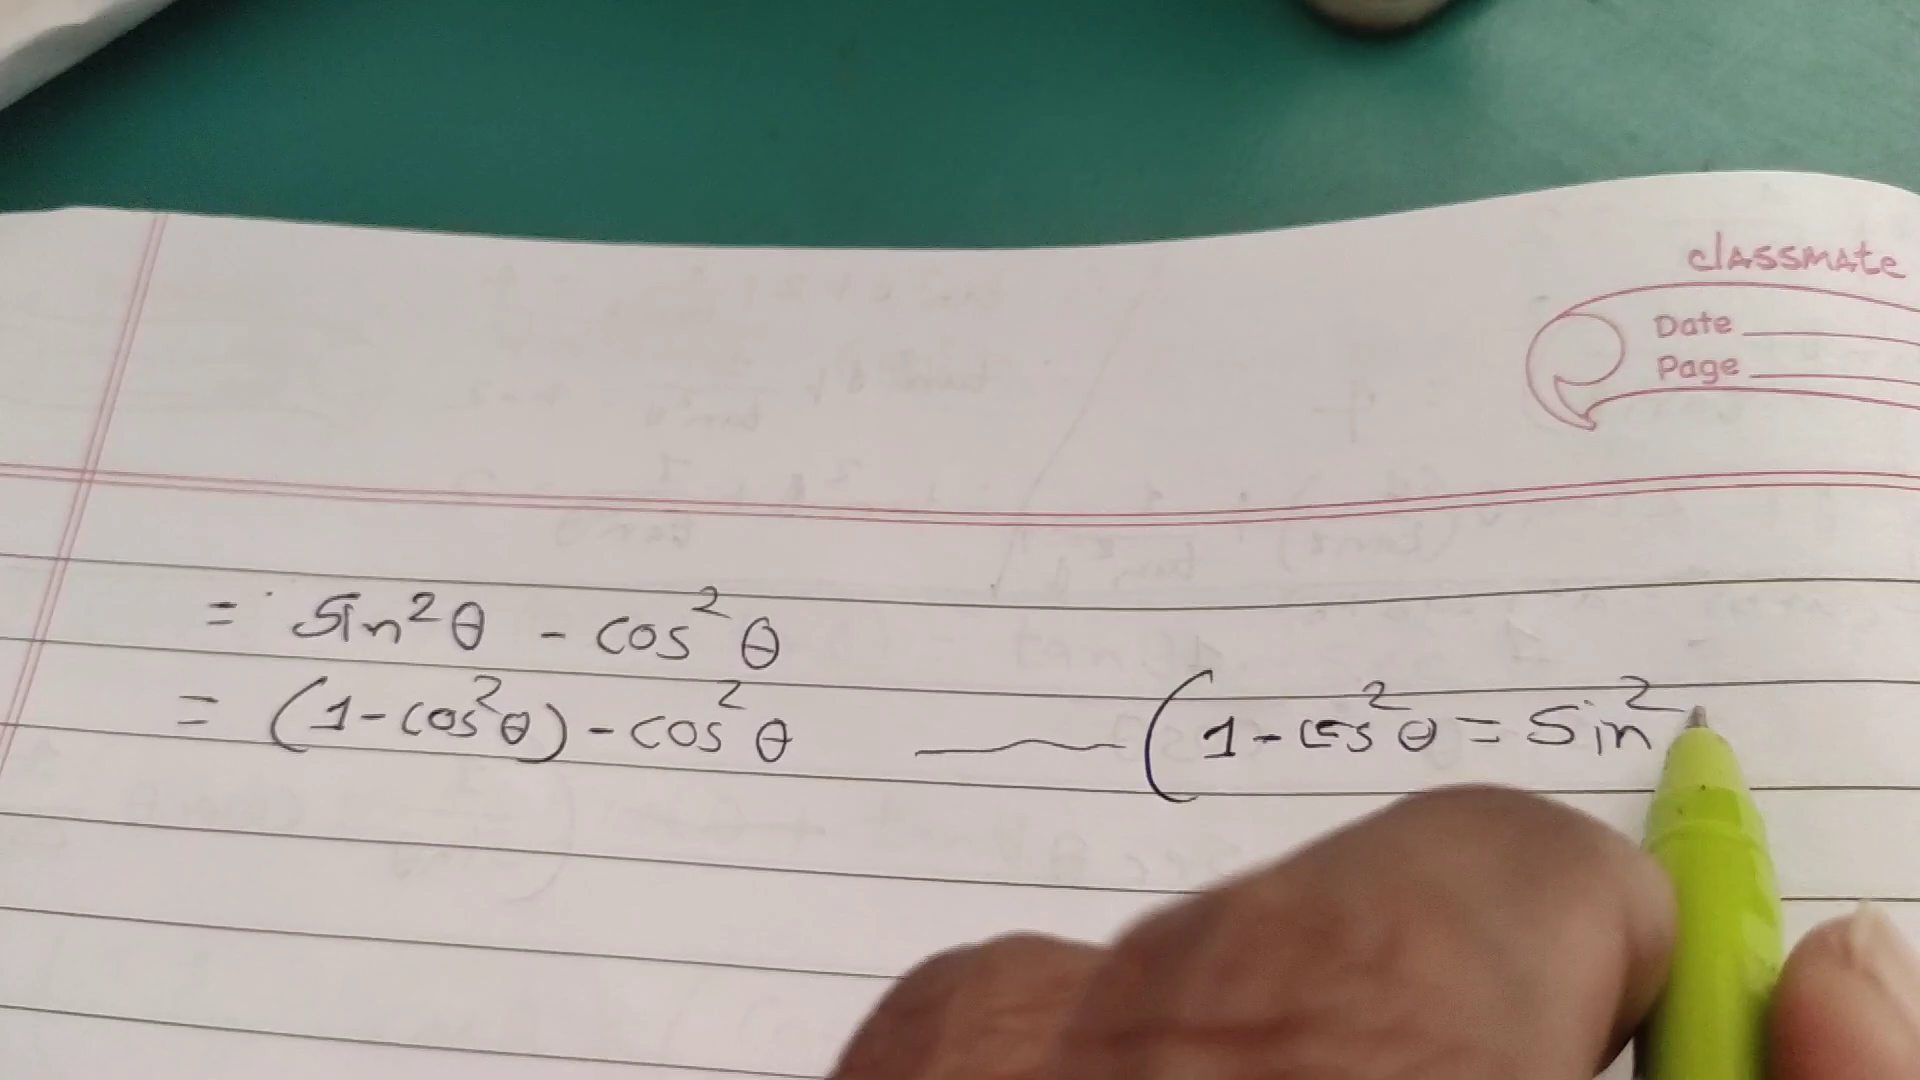 classmate
Date
Page
= Sin²θ - cos²θ
= (1-cos²θ)-cos²θ (1-cos²θ=Sin²